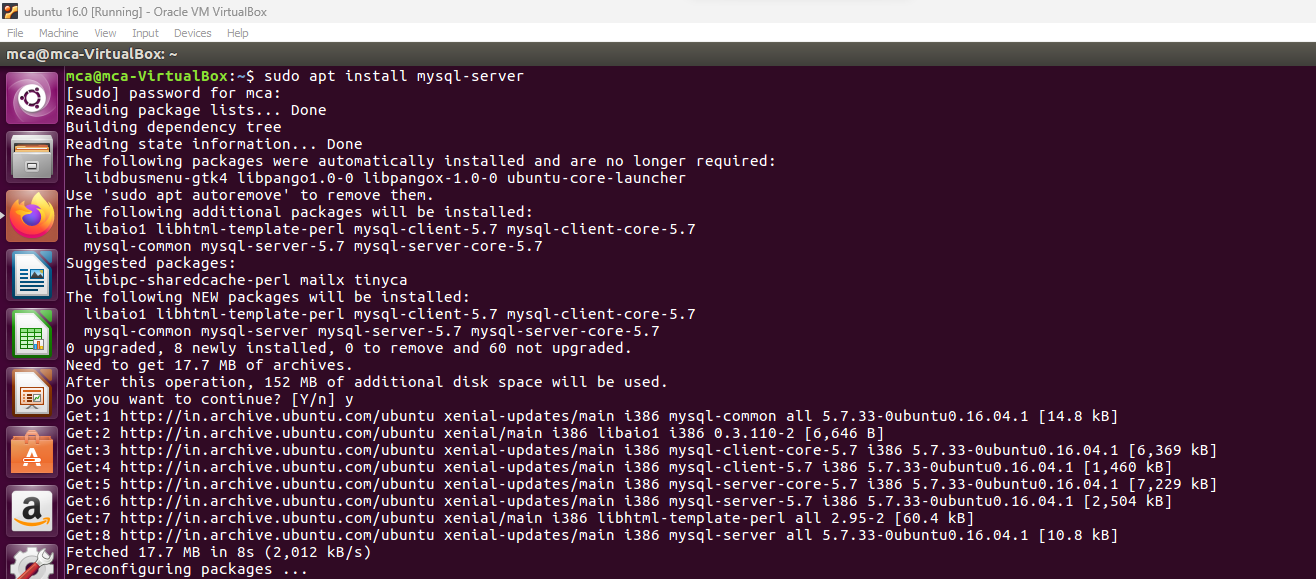 ubuntu 16.0 [Running] - Oracle VM VirtualBox
File Machine View Input Devices Help
mca@mca-VirtualBox: ~
mca@mca-VirtualBox:~$ sudo apt install mysql-server
[sudo] password for mca:
Reading package lists... Done
Building dependency tree
Reading state information... Done
The following packages were automatically installed and are no longer required:
  libdbusmenu-gtk4 libpango1.0-0 libpangox-1.0-0 ubuntu-core-launcher
Use 'sudo apt autoremove' to remove them.
The following additional packages will be installed:
  libaio1 libhtml-template-perl mysql-client-5.7 mysql-client-core-5.7
  mysql-common mysql-server-5.7 mysql-server-core-5.7
Suggested packages:
  libipc-sharedcache-perl mailx tinyca
The following NEW packages will be installed:
  libaio1 libhtml-template-perl mysql-client-5.7 mysql-client-core-5.7
  mysql-common mysql-server mysql-server-5.7 mysql-server-core-5.7
0 upgraded, 8 newly installed, 0 to remove and 60 not upgraded.
Need to get 17.7 MB of archives.
After this operation, 152 MB of additional disk space will be used.
Do you want to continue? [Y/n] y
Get:1 http://in.archive.ubuntu.com/ubuntu xenial-updates/main i386 mysql-common all 5.7.33-0ubuntu0.16.04.1 [14.8 kB]
Get:2 http://in.archive.ubuntu.com/ubuntu xenial/main i386 libaio1 i386 0.3.110-2 [6,646 B]
Get:3 http://in.archive.ubuntu.com/ubuntu xenial-updates/main i386 mysql-client-core-5.7 i386 5.7.33-0ubuntu0.16.04.1 [6,369 kB]
Get:4 http://in.archive.ubuntu.com/ubuntu xenial-updates/main i386 mysql-client-5.7 i386 5.7.33-0ubuntu0.16.04.1 [1,460 kB]
Get:5 http://in.archive.ubuntu.com/ubuntu xenial-updates/main i386 mysql-server-core-5.7 i386 5.7.33-0ubuntu0.16.04.1 [7,229 kB]
Get:6 http://in.archive.ubuntu.com/ubuntu xenial-updates/main i386 mysql-server-5.7 i386 5.7.33-0ubuntu0.16.04.1 [2,504 kB]
Get:7 http://in.archive.ubuntu.com/ubuntu xenial/main i386 libhtml-template-perl all 2.95-2 [60.4 kB]
Get:8 http://in.archive.ubuntu.com/ubuntu xenial-updates/main i386 mysql-server all 5.7.33-0ubuntu0.16.04.1 [10.8 kB]
Fetched 17.7 MB in 8s (2,012 kB/s)
Preconfiguring packages ...